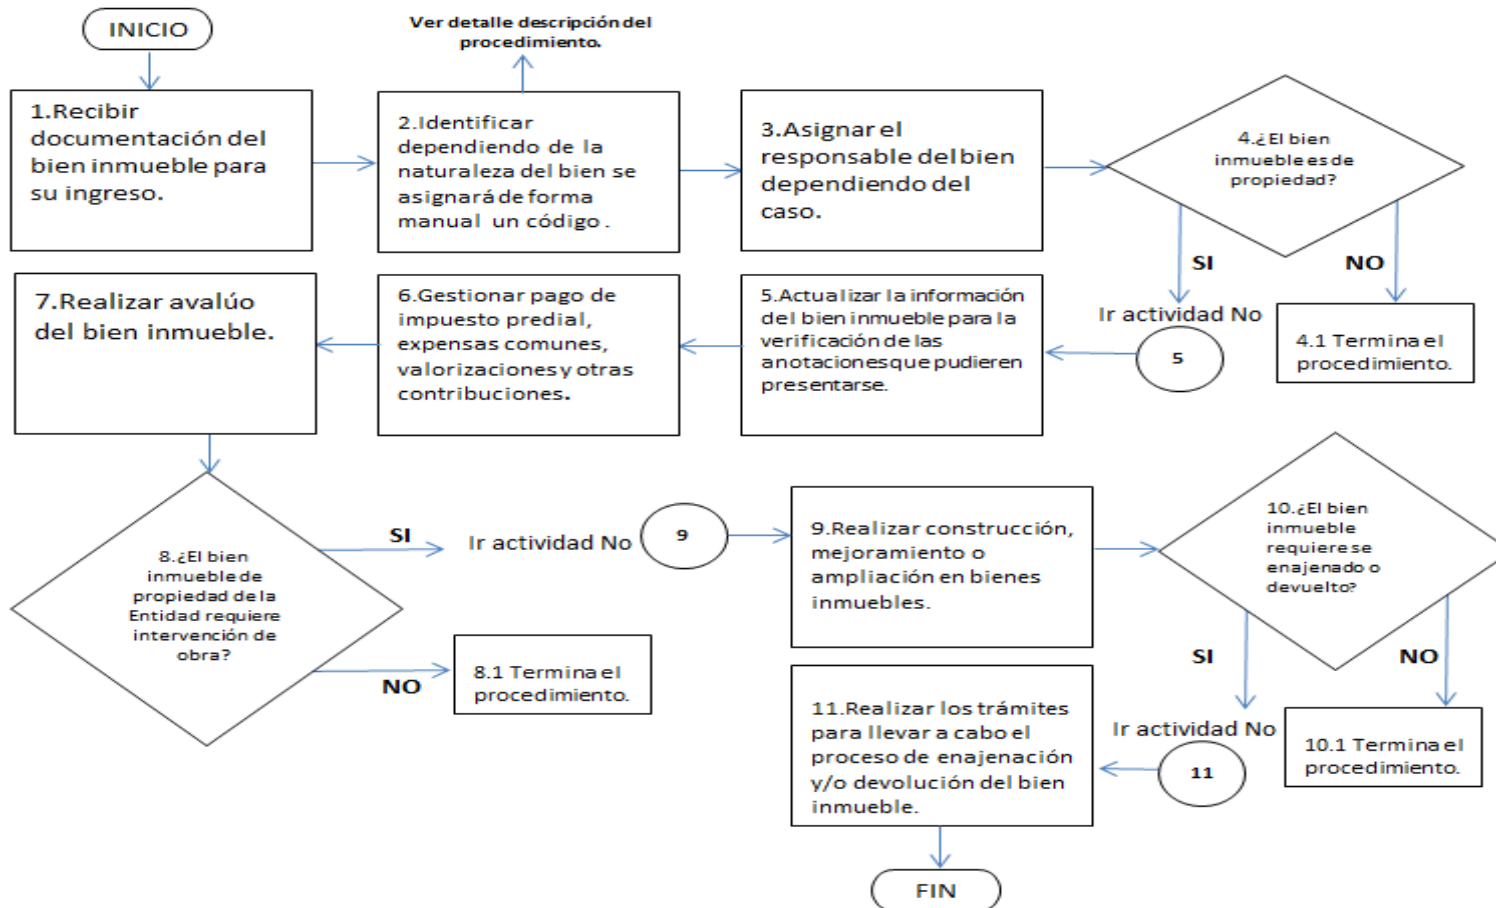 INICIO
Ver detalle descripción del
procedimiento.
1.Recibir
documentación del
bien inmueble para
su ingreso.
2.Identificar
dependiendo de la
naturaleza del bien se
asignará de forma
manual un código .
3.Asignar el
responsable del bien
dependiendo del
caso.
4.¿El bien
inmueble es de
propiedad?
SI
NO
Ir actividad No
5
4.1 Termina el
procedimiento.
5.Actualizar la información
del bien inmueble para la
verificación de las
anotaciones que pudieren
presentarse.
6.Gestionar pago de
impuesto predial,
expensas comunes,
valorizaciones y otras
contribuciones.
7.Realizar avalúo
del bien inmueble.
8.¿El bien
inmueble de
propiedad de la
Entidad requiere
intervención de
obra?
SI
Ir actividad No
9
NO
8.1 Termina el
procedimiento.
9.Realizar construcción,
mejoramiento o
ampliación en bienes
inmuebles.
10.¿El bien
inmueble
requiere se
enajenado o
devuelto?
SI
NO
Ir actividad No
11
10.1 Termina el
procedimiento.
11.Realizar los trámites
para llevar a cabo el
proceso de enajenación
y/o devolución del bien
inmueble.
FIN